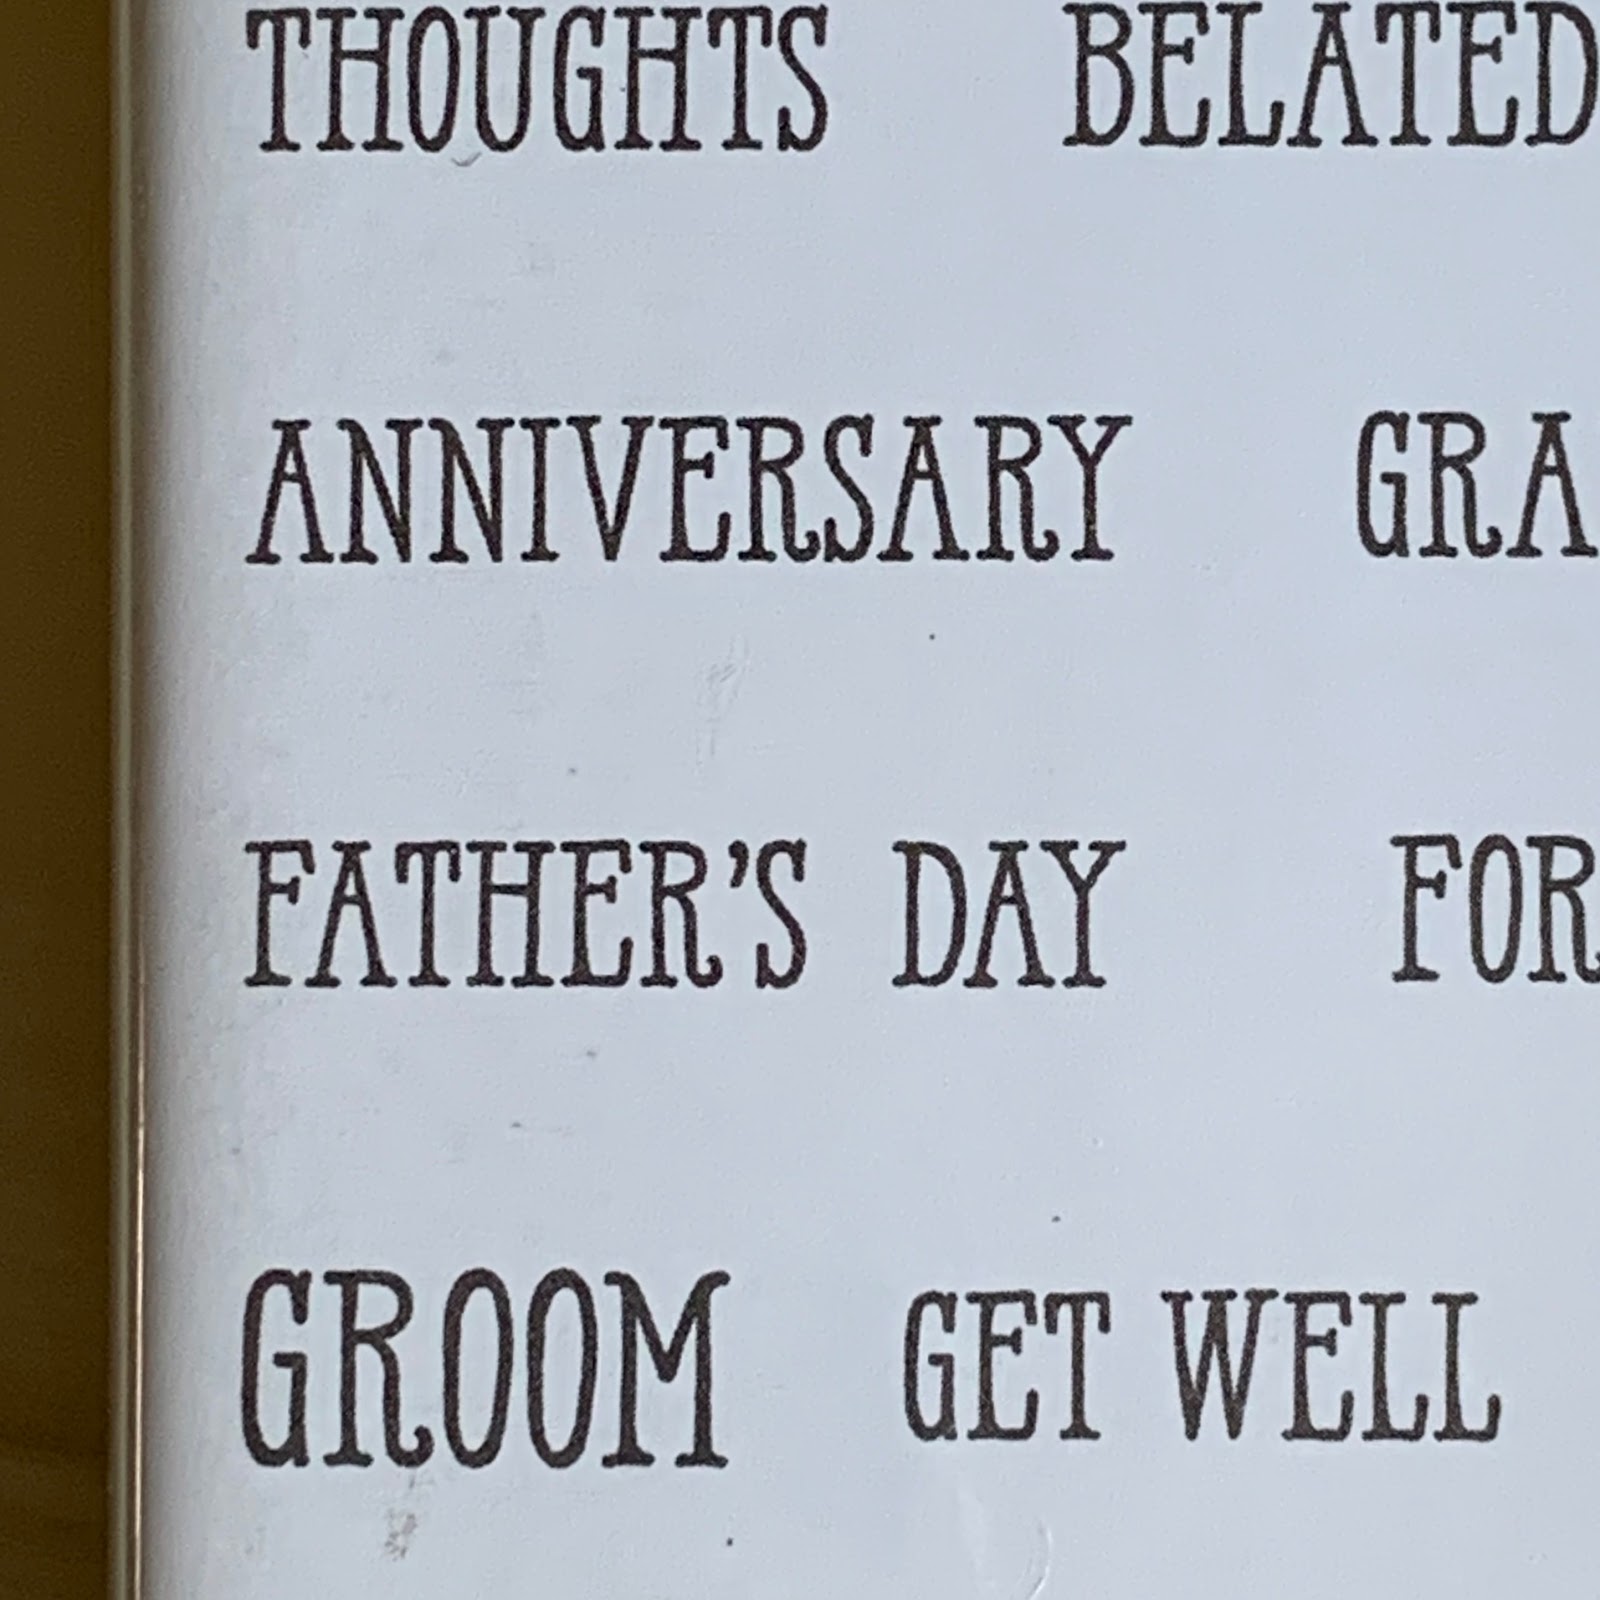 THOUGHTS BELATED
ANNIVERSARY GRA
FATHER'S DAY FOR
GROOM GET WELL